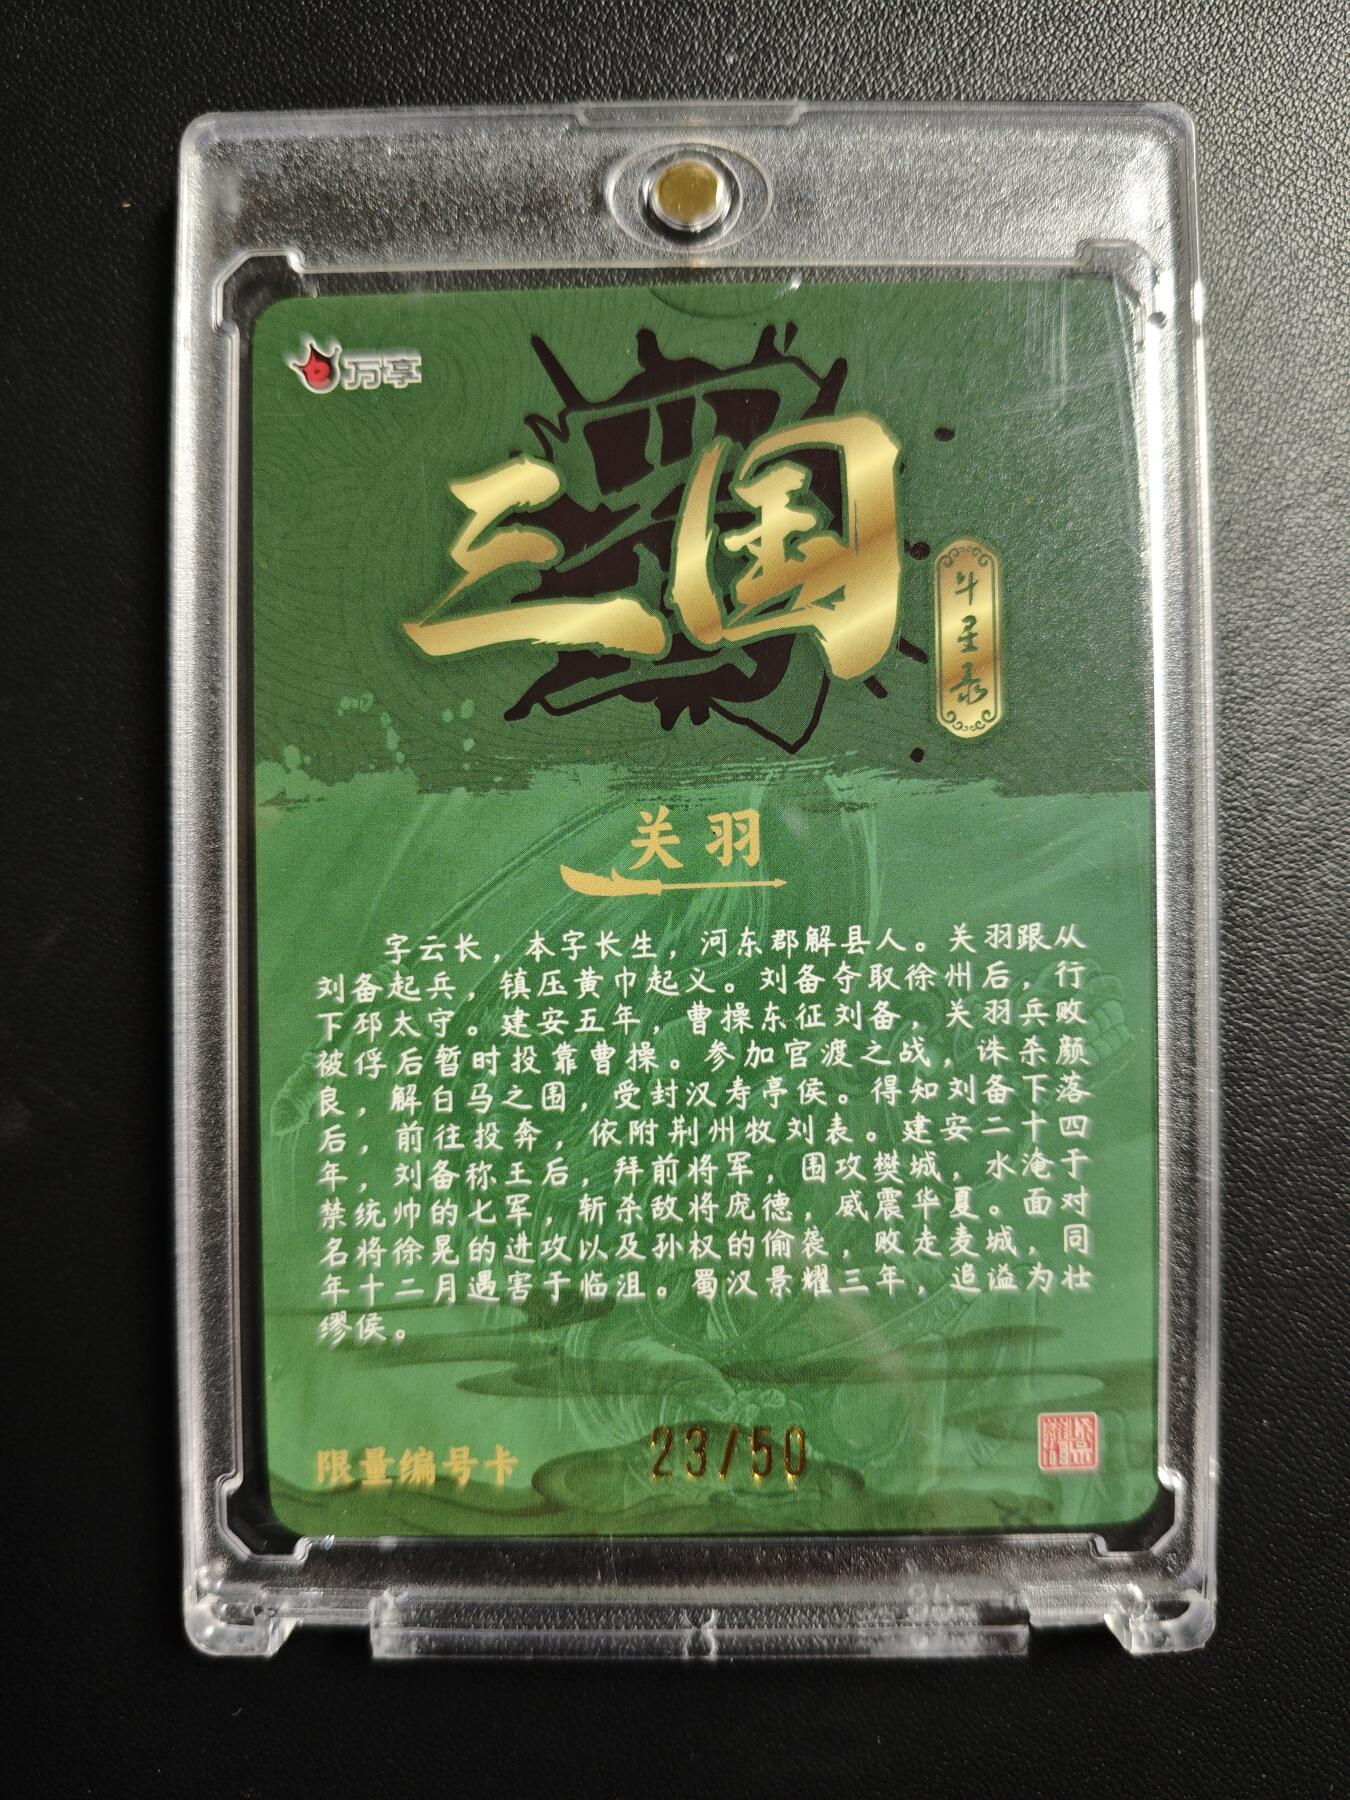 万享
三国
斗星录
关羽
字云长，本字长生，河东郡解县人。关羽跟从
刘备起兵，镇压黄巾起义。刘备夺取徐州后，行
下邳太守。建安五年，曹操东征刘备，关羽兵败
被俘后暂时投靠曹操。参加官渡之战，诛杀颜
良，解白马之围，受封汉寿亭侯。得知刘备下落
后，前往投奔，依附荆州牧刘表。建安二十四
年，刘备称王后，拜前将军，围攻樊城，水淹于
禁统帅的七军，斩杀敌将庞德，威震华夏。面对
名将徐晃的进攻以及孙权的偷袭，败走麦城，同
年十二月遇害于临沮。蜀汉景耀三年，追谥为壮
缪侯。
限量编号卡
23/50